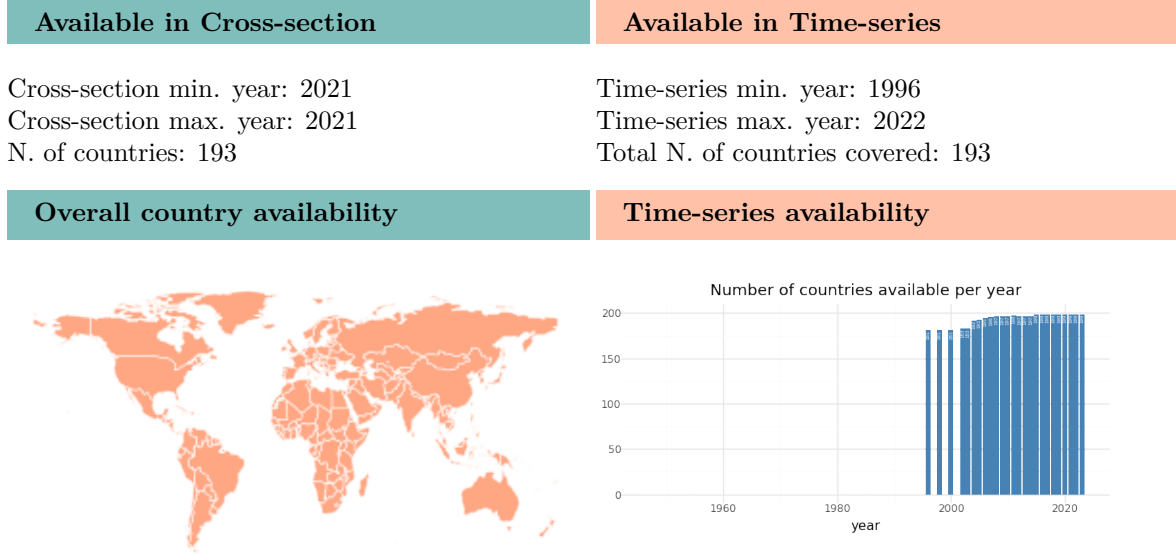 Available in Cross-section
Available in Time-series
Cross-section min. year: 2021
Cross-section max. year: 2021
N. of countries: 193
Time-series min. year: 1996
Time-series max. year: 2022
Total N. of countries covered: 193
Overall country availability
Time-series availability
Number of countries available per year
200
150
100
50
0
1960
1980
2000
2020
year